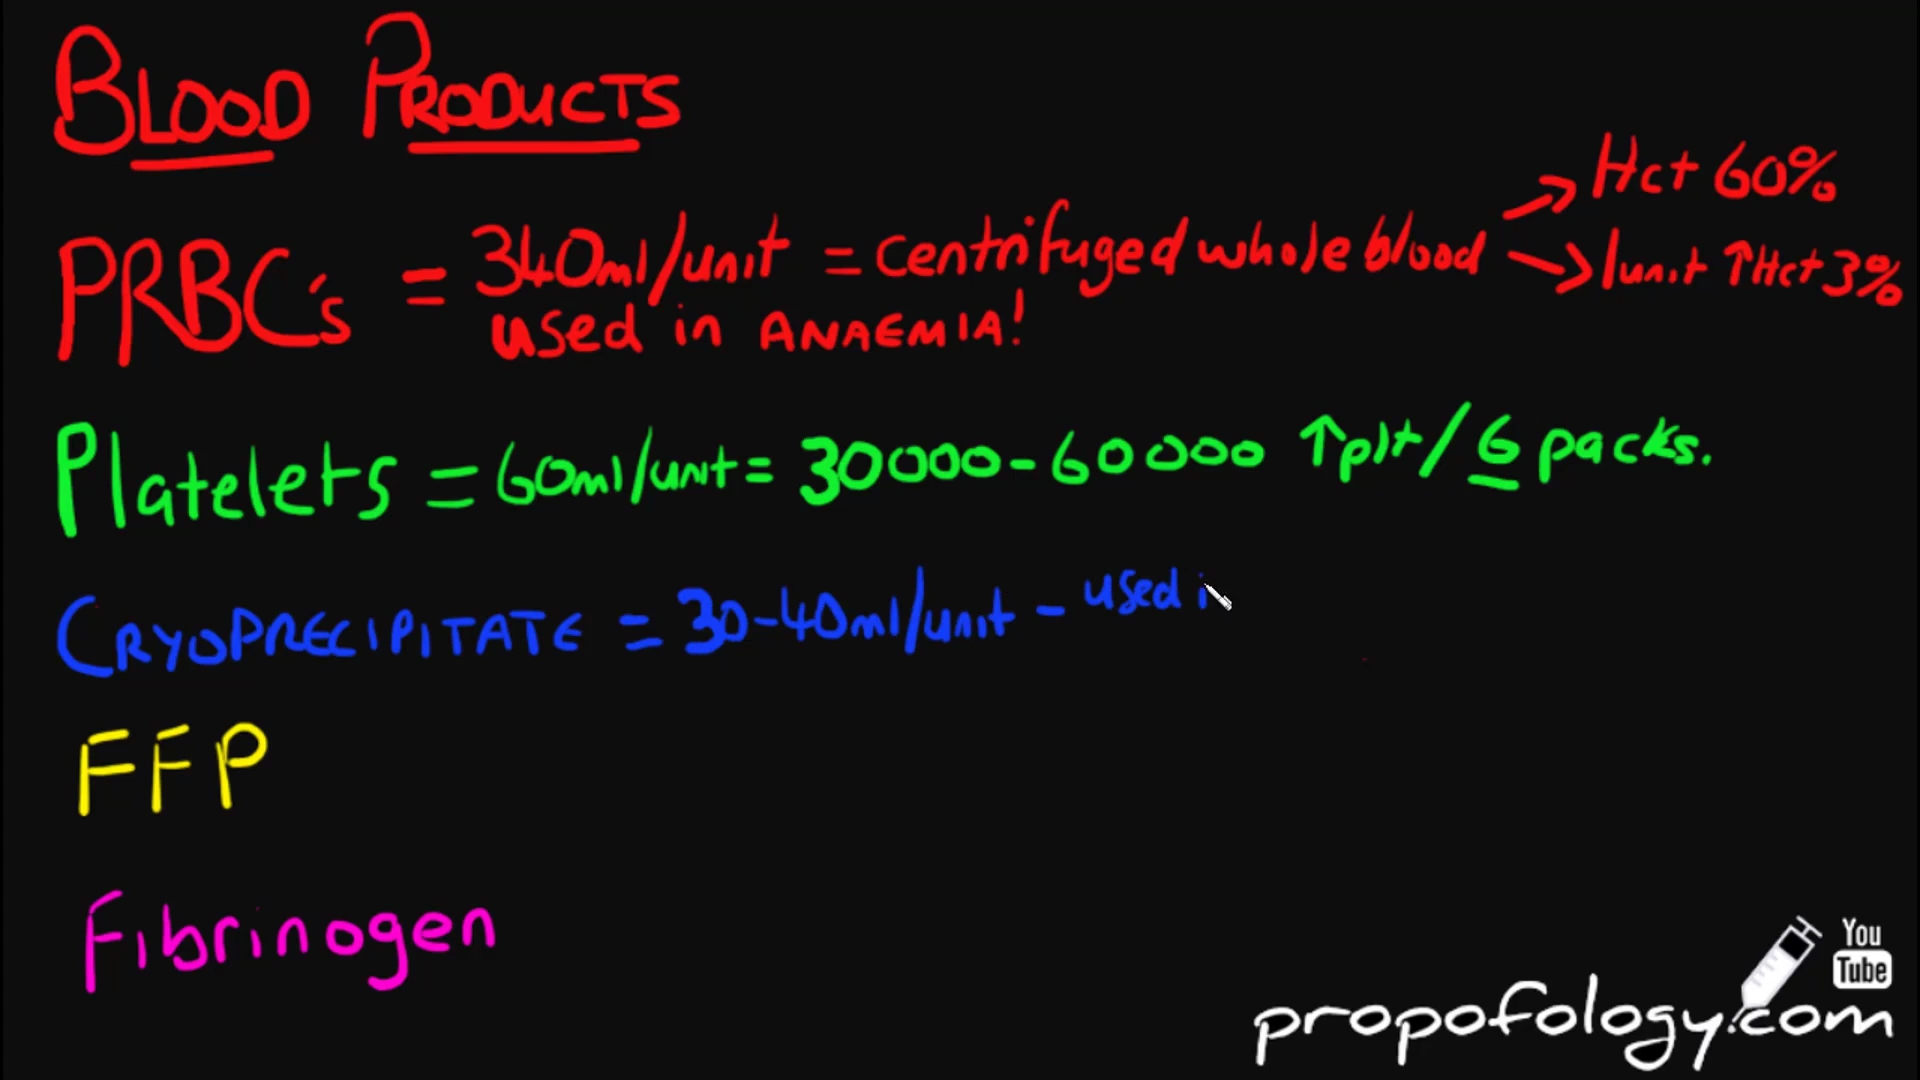 BLOOD PRODUCTS
PRBC's = 340ml/unit = centrifuged whole blood → Hct 60%
→ 1unit ↑Hct 3%
used in ANAEMIA!
Platelets = 60ml/unit = 30000-60000 ↑plt/6 packs.
CRYOPRECIPITATE = 30-40ml/unit - used i
FFP
Fibrinogen
You
Tube
propofology.com